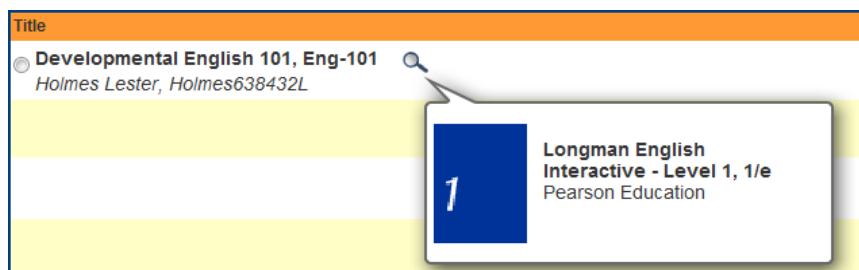 Title
Developmental English 101, Eng-101
Holmes Lester, Holmes638432L
1
Longman English
Interactive - Level 1, 1/e
Pearson Education